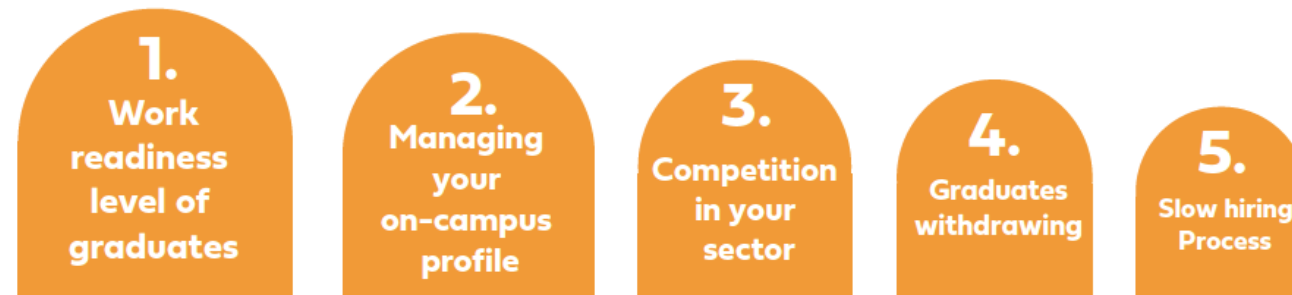 1.
Work
readiness
level of
graduates
2.
Managing
your
on-campus
profile
3.
Competition
in your
sector
4.
Graduates
withdrawing
5.
Slow hiring
Process